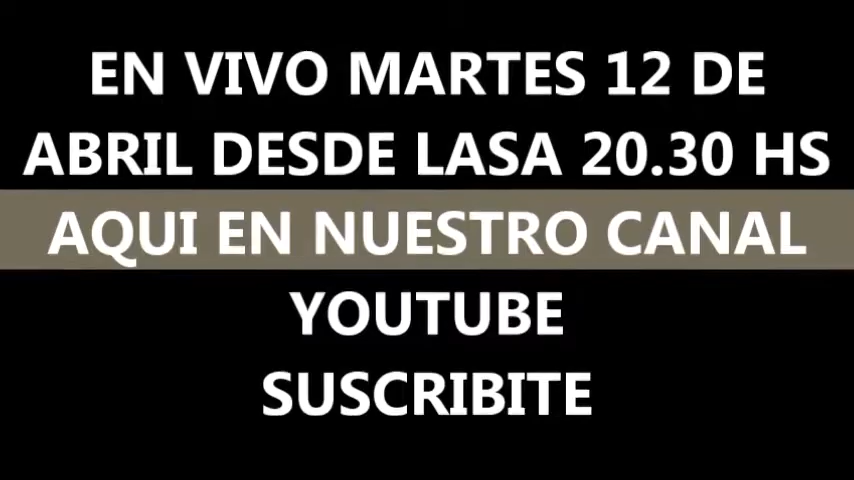 EN VIVO MARTES 12 DE
ABRIL DESDE LASA 20.30 HS
AQUI EN NUESTRO CANAL
YOUTUBE
SUSCRIBITE